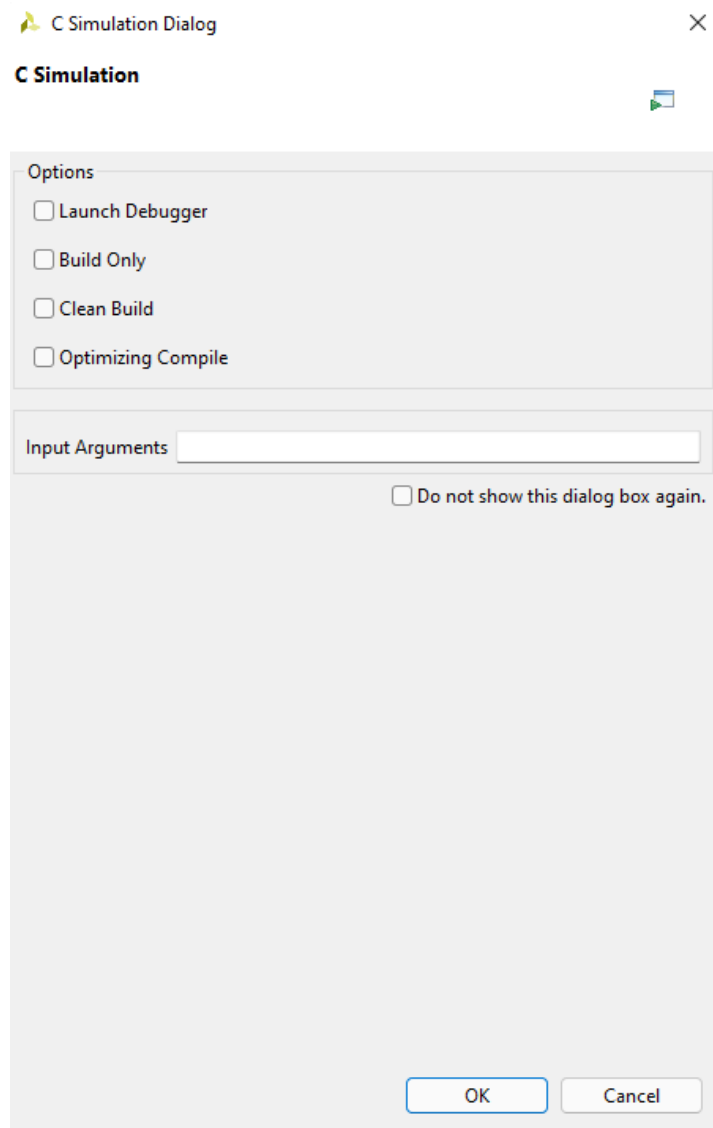 C Simulation Dialog
C Simulation
Options
Launch Debugger
Build Only
Clean Build
Optimizing Compile
Input Arguments
Do not show this dialog box again.
OK Cancel